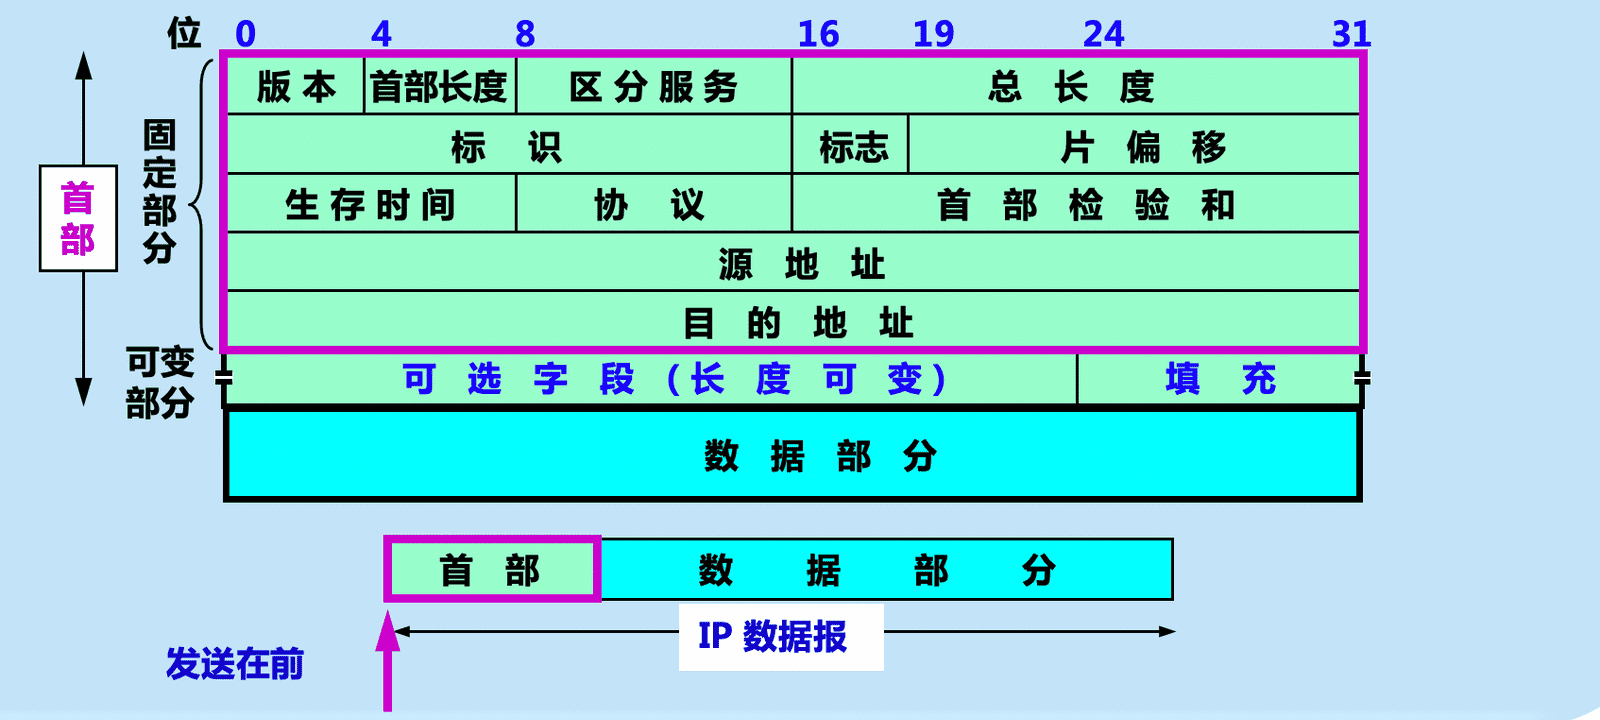 位 0 4 8 16 19 24 31
版本 首部长度 区分服务 总长度
标识 标志 片偏移
生存时间 协议 首部检验和
源地址
目的地址
可选字段(长度可变) 填充
数据部分
首部
固定部分
可变
部分
首部 数据部分
IP 数据报
发送在前